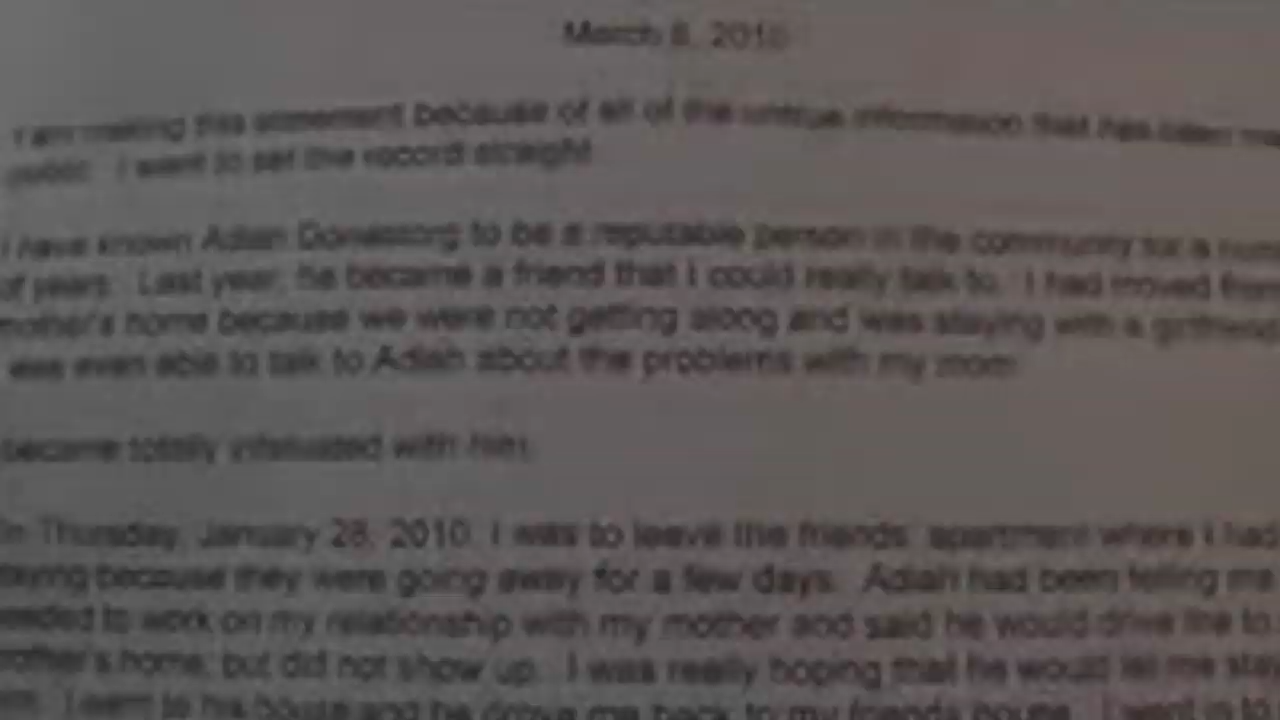 March 8, 2010
I am making this statement because of all of the untrue information that has been
public. I want to set the record straight
I have known Adiah to be a reputable person in the community for a
of years. Last year, he became a friend that I could really talk to. I had moved from
mother's home because we were not getting along and was staying with a girlfriend
was even able to talk to Adiah about the problems with my mom
became totally infatuated with him.
Thursday, January 28, 2010, I was to leave the friends' apartment where I had
because they were going away for a few days. Adiah had been telling me
needed to work on my relationship with my mother and said he would drive me to
mother's home, but did not show up. I was really hoping that he would let me stay
I went to his house and he drove me back to my friends house. I went in to